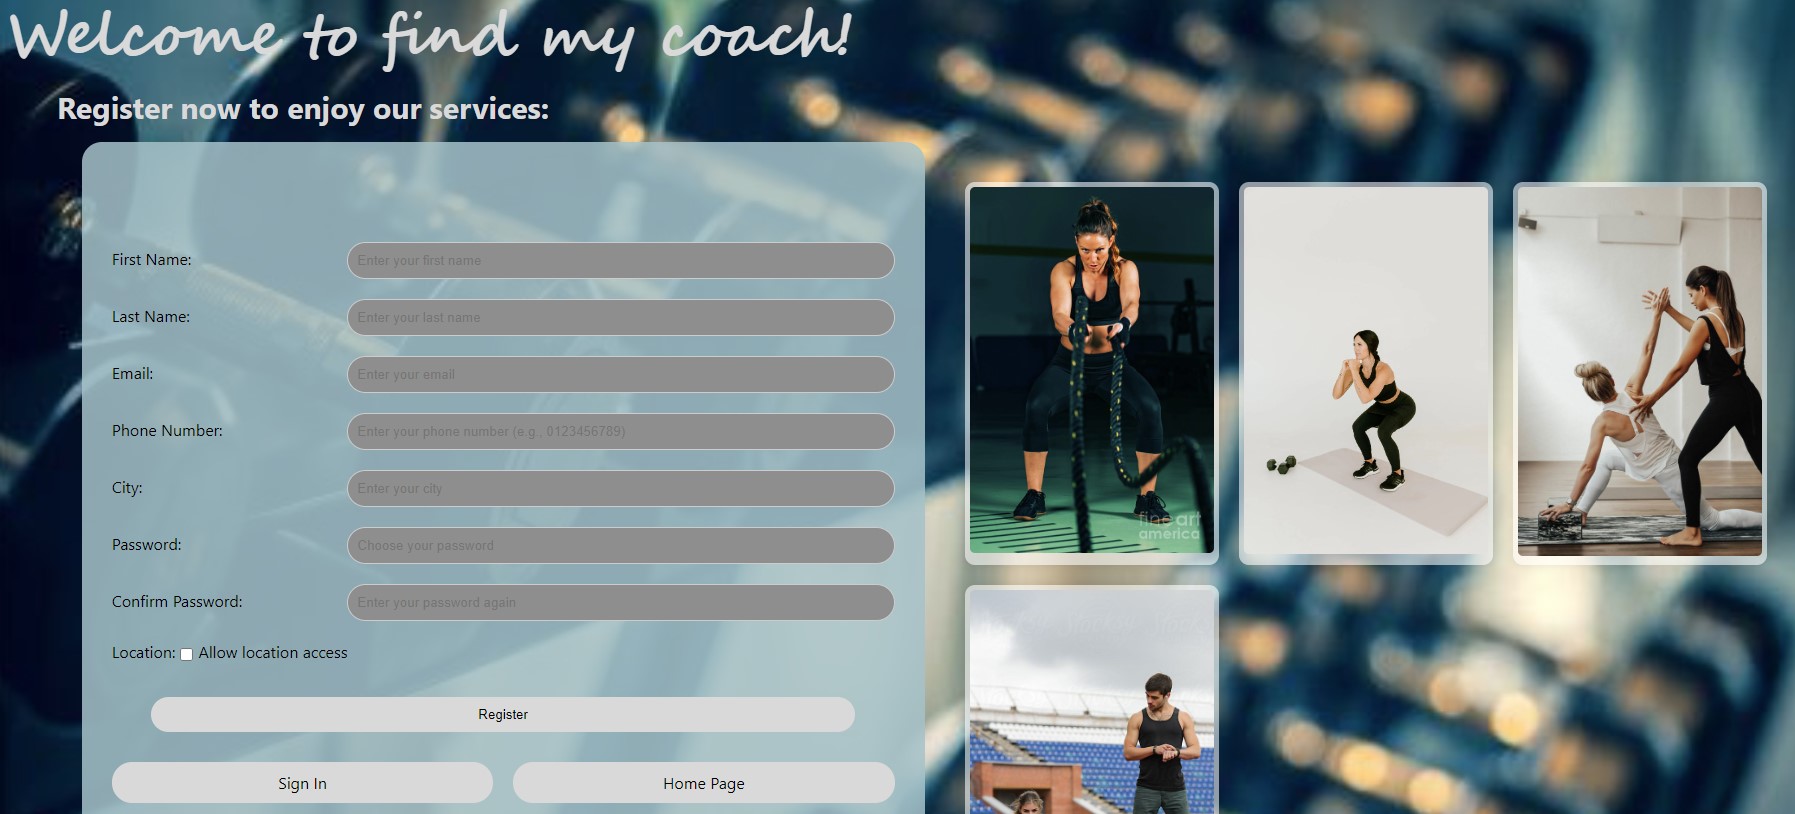 Welcome to find my coach!
Register now to enjoy our services:
First Name:
Enter your first name
Last Name:
Enter your last name
Email:
Enter your email
Phone Number:
Enter your phone number (e.g., 0123456789)
City:
Enter your city
Password:
Choose your password
Confirm Password:
Enter your password again
Location: Allow location access
Register
Sign In
Home Page
fine art
america